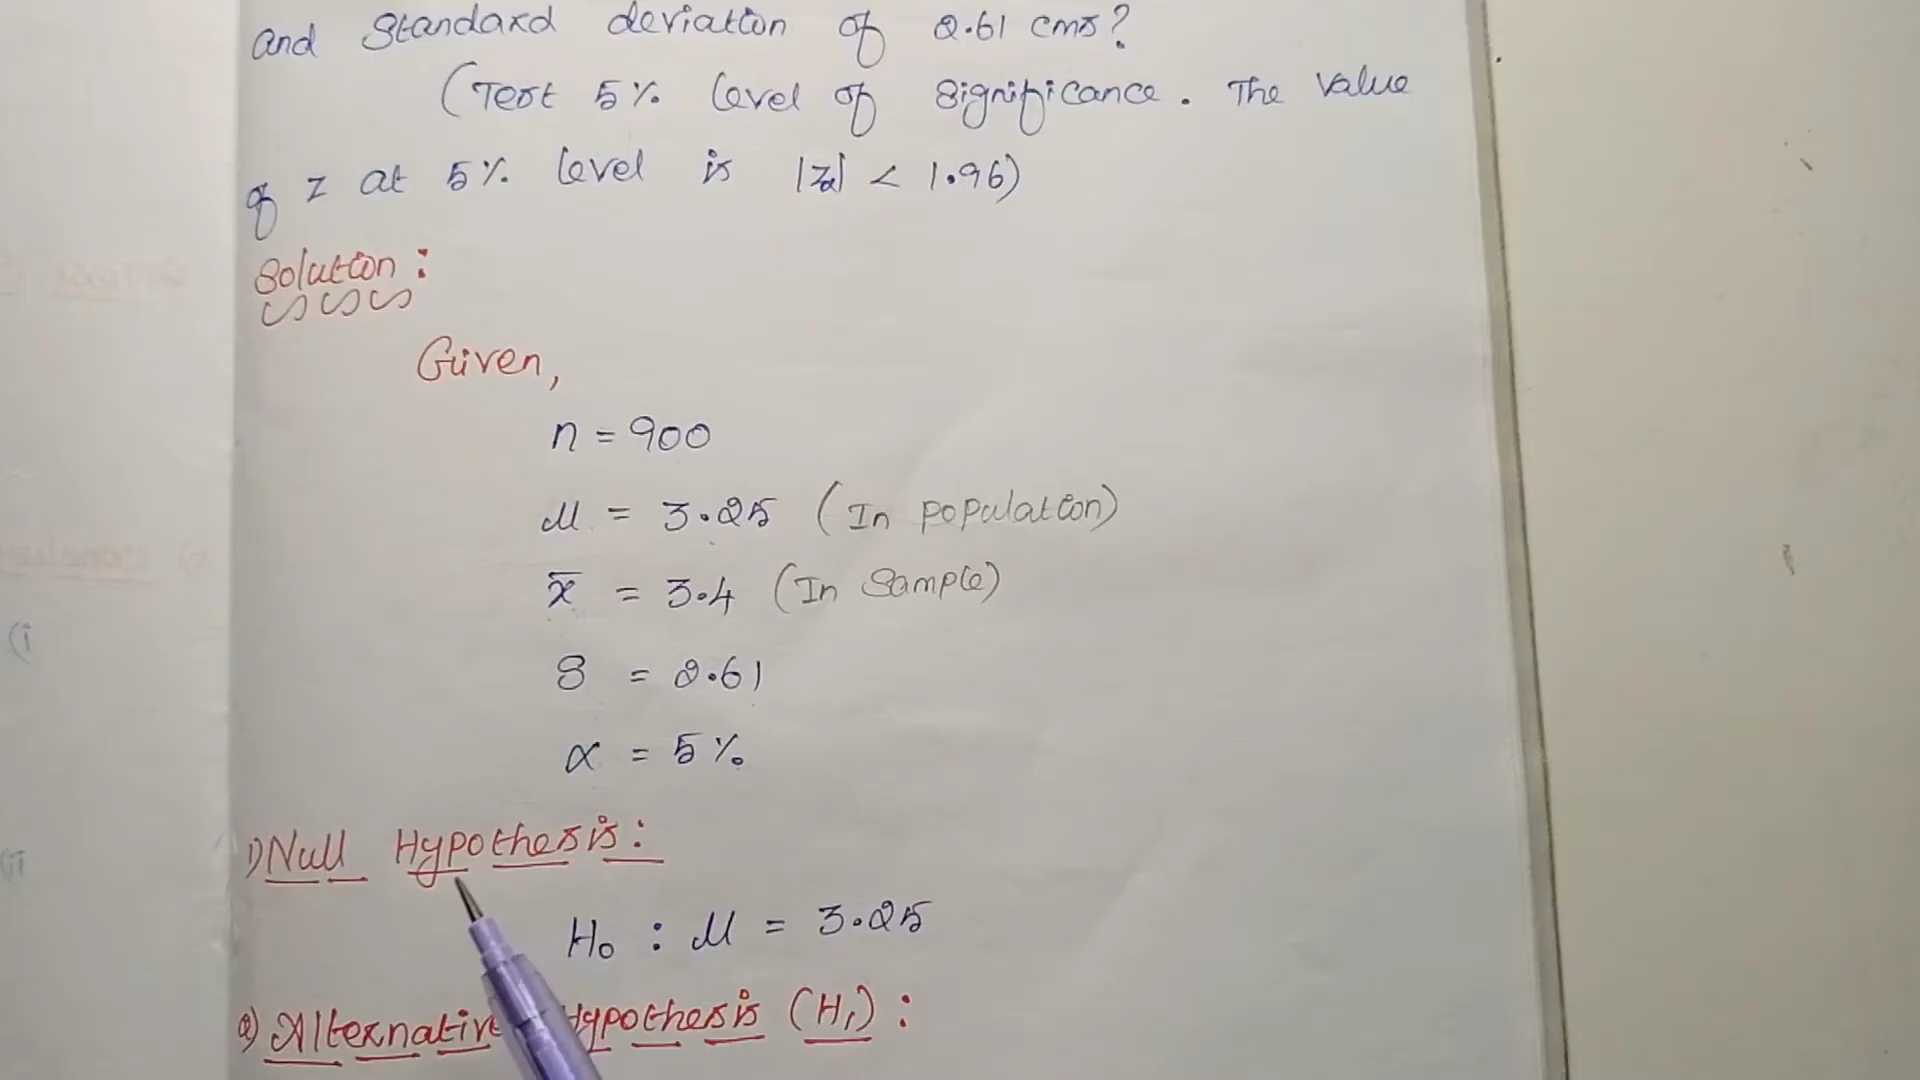 and Standard deviation of 2.61 cms?
(Test 5% level of significance. The value
of z at 5% level is |zα| < 1.96)
Solution:
Given,
n = 900
μ = 3.25 (In population)
x̄ = 3.4 (In Sample)
S = 2.61
α = 5%
1) Null Hypothesis:
H₀ : μ = 3.25
2) Alternative Hypothesis (H₁) :